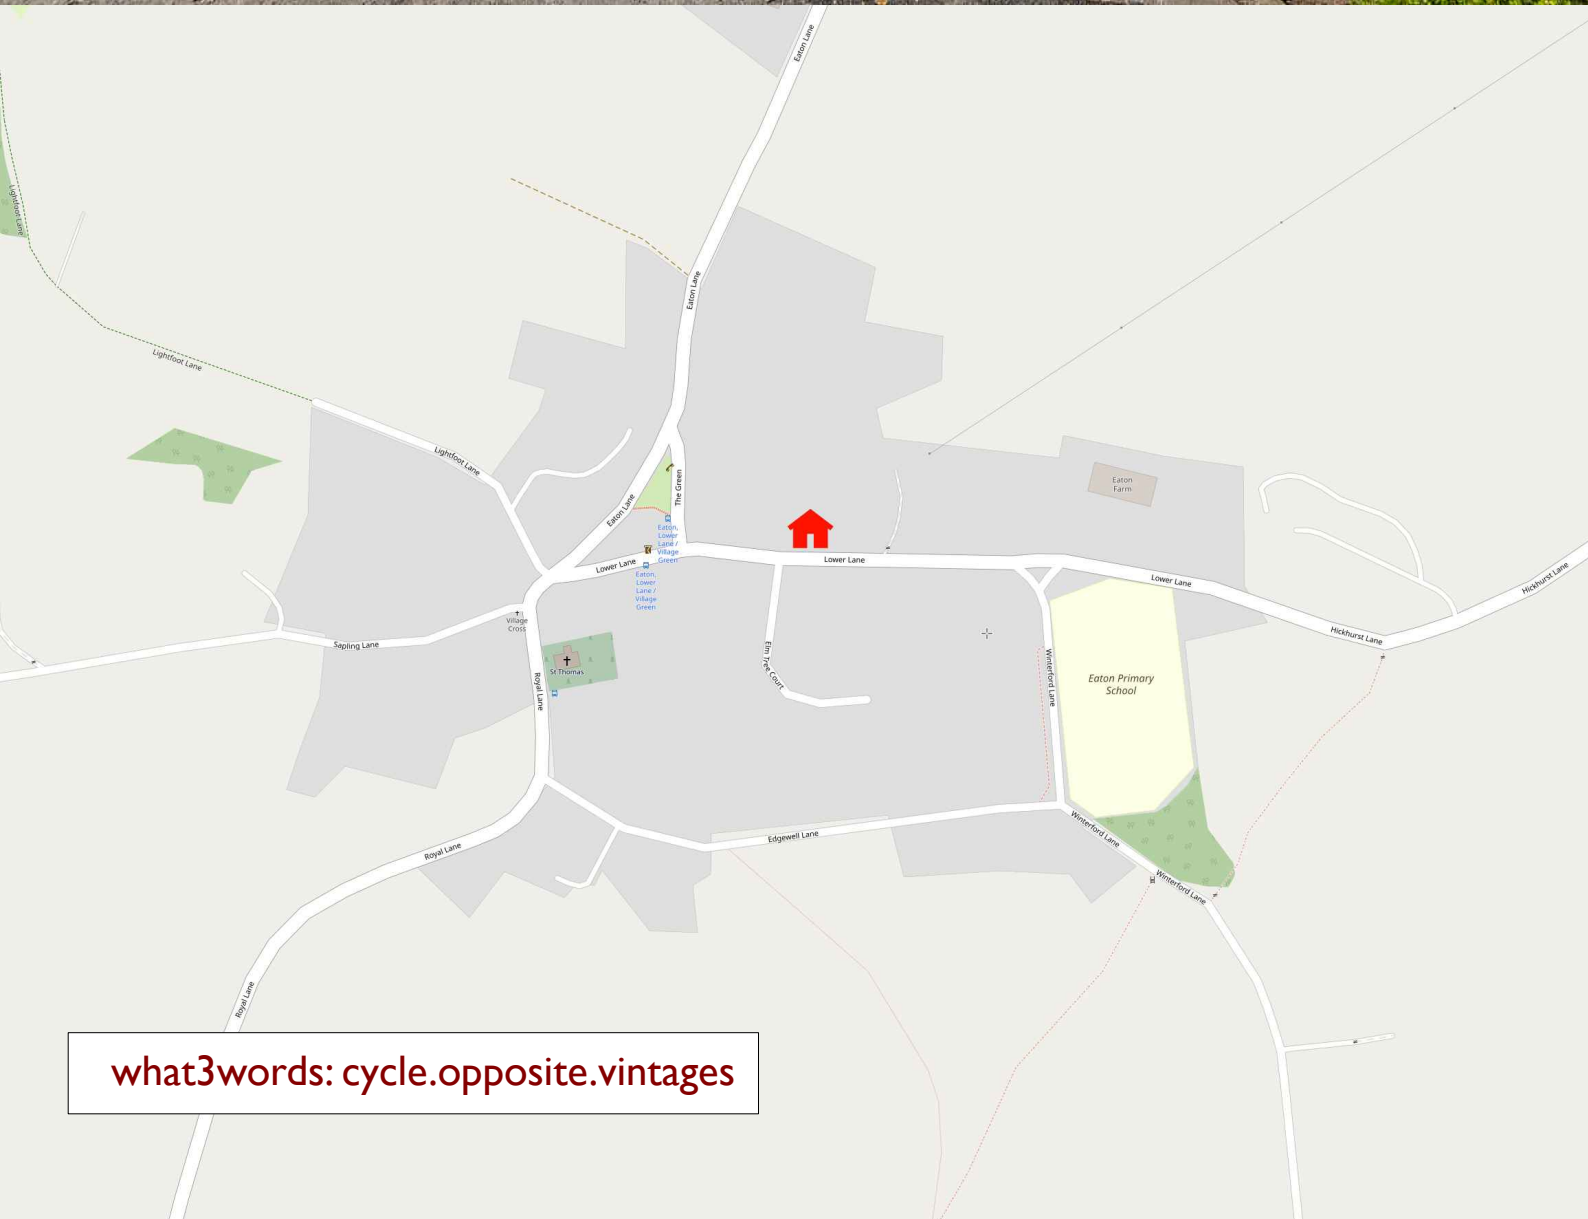 Eaton Lane
Lightfoot Lane
Eaton Lane
Lightfoot Lane
Lightfoot Lane
Eaton Lane
The Green
Eaton
Farm
Eaton,
Lower
Lane /
Village
Green
Lower Lane
Lower Lane
Eaton,
Lower
Lane /
Village
Green
Lower Lane
Hickhurst Lane
Village
Cross
Sapling Lane
Hickhurst Lane
St Thomas
Royal Lane
Elm Tree Court
Winterford Lane
Eaton Primary
School
Edgewell Lane
Winterford Lane
Royal Lane
Winterford Lane
Royal Lane
what3words: cycle.opposite.vintages